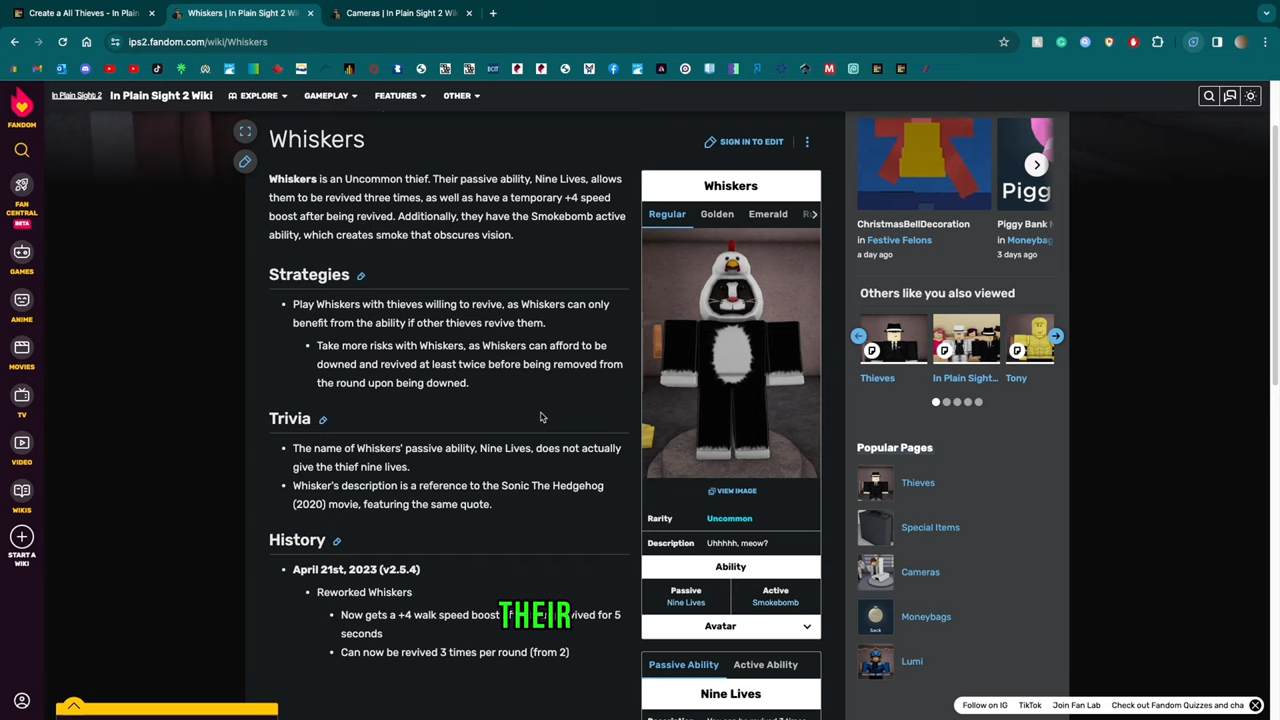 Create a All Thieves - In Plain
Whiskers | In Plain Sight 2 Wiki
Cameras | In Plain Sight 2 Wiki
ips2.fandom.com/wiki/Whiskers
FANDOM
FAN CENTRAL
BETA
GAMES
ANIME
MOVIES
TV
VIDEO
WIKIS
START A WIKI
In Plain Sight 2
In Plain Sight 2 Wiki
EXPLORE
GAMEPLAY
FEATURES
OTHER
Whiskers
SIGN IN TO EDIT
Whiskers is an Uncommon thief. Their passive ability, Nine Lives, allows
them to be revived three times, as well as have a temporary +4 speed
boost after being revived. Additionally, they have the Smokebomb active
ability, which creates smoke that obscures vision.
Strategies
Play Whiskers with thieves willing to revive, as Whiskers can only
benefit from the ability if other thieves revive them.
Take more risks with Whiskers, as Whiskers can afford to be
downed and revived at least twice before being removed from
the round upon being downed.
Trivia
The name of Whiskers' passive ability, Nine Lives, does not actually
give the thief nine lives.
Whisker's description is a reference to the Sonic The Hedgehog
(2020) movie, featuring the same quote.
History
April 21st, 2023 (v2.5.4)
Reworked Whiskers
Now gets a +4 walk speed boost for 5
seconds
Can now be revived 3 times per round (from 2)
THEIR
Whiskers
Regular
Golden
Emerald
VIEW IMAGE
Rarity
Uncommon
Description
Uhhhhh, meow?
Ability
Passive
Nine Lives
Active
Smokebomb
Avatar
Passive Ability
Active Ability
Nine Lives
ChristmasBellDecoration
in Festive Felons
a day ago
Pigg
Piggy Bank
in Moneybag
3 days ago
Others like you also viewed
Thieves
In Plain Sight...
Tony
Popular Pages
Thieves
Special Items
Cameras
Moneybags
Lumi
Follow on IG
TikTok
Join Fan Lab
Check out Fandom Quizzes and cha